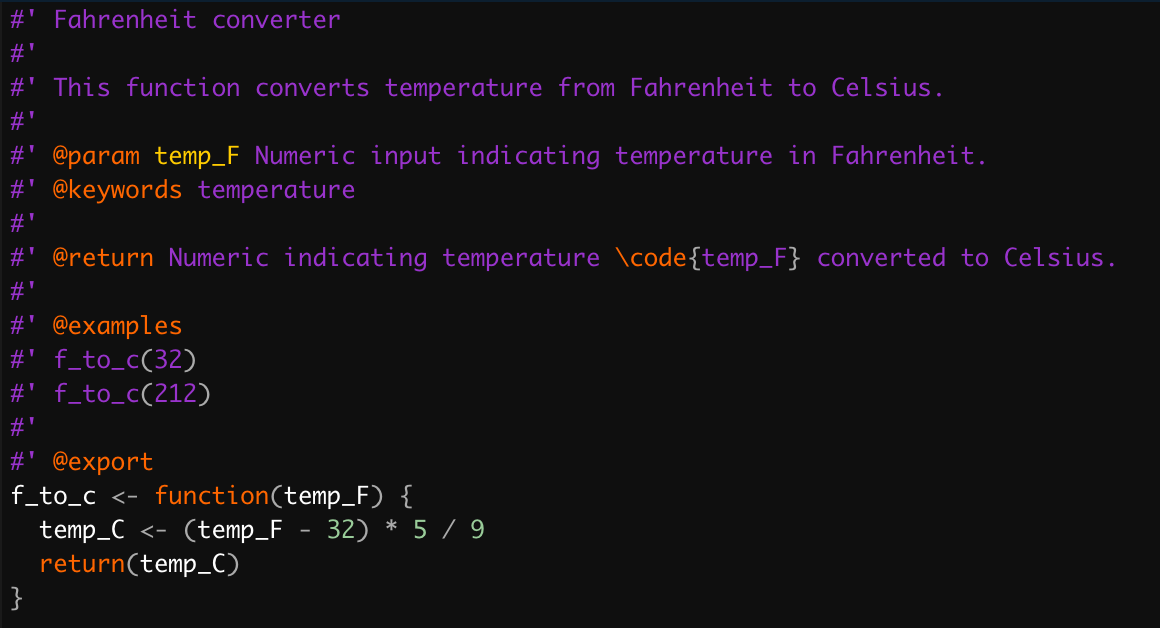 #' Fahrenheit converter
#'
#' This function converts temperature from Fahrenheit to Celsius.
#'
#' @param temp_F Numeric input indicating temperature in Fahrenheit.
#' @keywords temperature
#'
#' @return Numeric indicating temperature \code{temp_F} converted to Celsius.
#'
#' @examples
#' f_to_c(32)
#' f_to_c(212)
#'
#' @export
f_to_c <- function(temp_F) {
  temp_C <- (temp_F - 32) * 5 / 9
  return(temp_C)
}